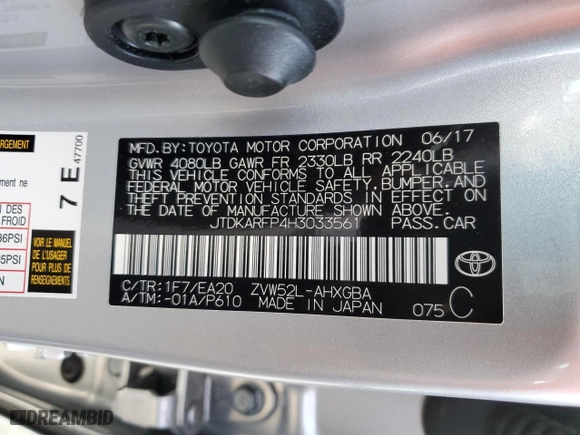 MFD.BY:TOYOTA MOTOR CORPORATION 06/17
GVWR 4080LB GAWR FR 2330LB RR 2240LB
THIS VEHICLE CONFORMS TO ALL APPLICABLE
FEDERAL MOTOR VEHICLE SAFETY,BUMPER,AND
THEFT PREVENTION STANDARDS IN EFFECT ON
THE DATE OF MANUFACTURE SHOWN ABOVE.
JTDKARFP4H3033561 PASS.CAR
C/TR:1F7/EA20 ZVW52L-AHXGBA
A/TM:-01A/P610 MADE IN JAPAN 075 C
7 E 47700
VOIR LE MANUEL
DE L'USAGER
POUR PLUS DE
RENSEIGNEMENTS
DREAMBID